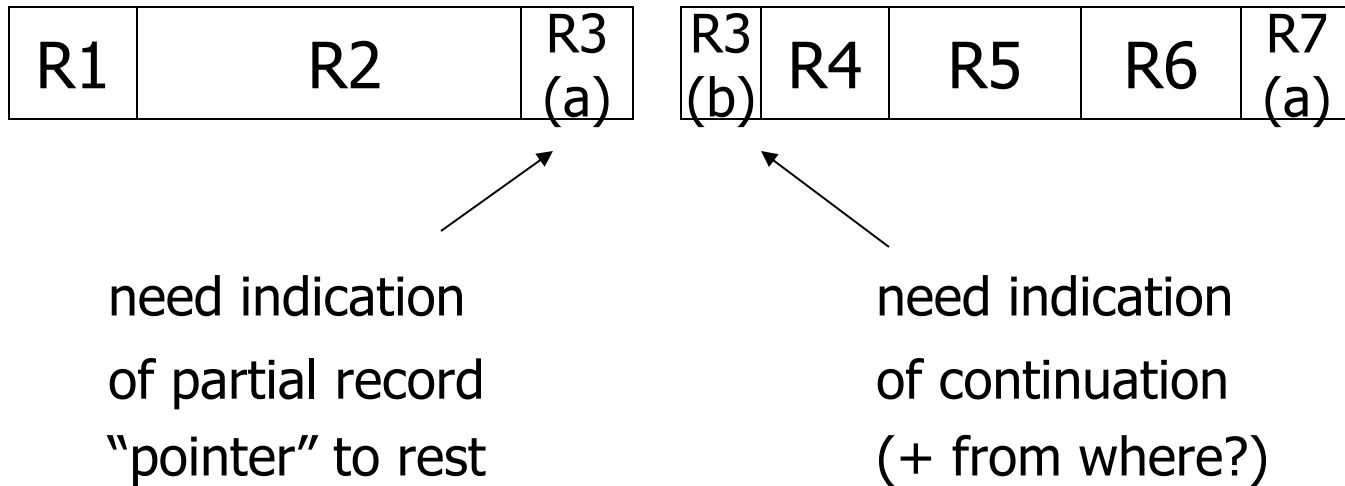 R1 R2 R3 (a) R3 (b) R4 R5 R6 R7 (a)
need indication
of partial record
“pointer” to rest
need indication
of continuation
(+ from where?)